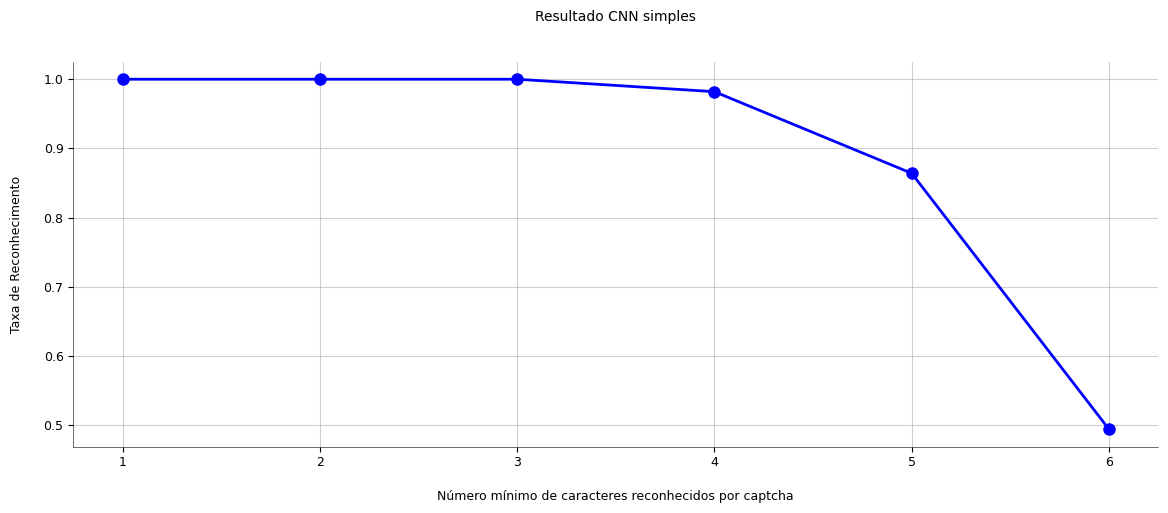 Resultado CNN simples
1.0
0.9
0.8
0.7
0.6
0.5
Taxa de Reconhecimento
1 2 3 4 5 6
Número mínimo de caracteres reconhecidos por captcha